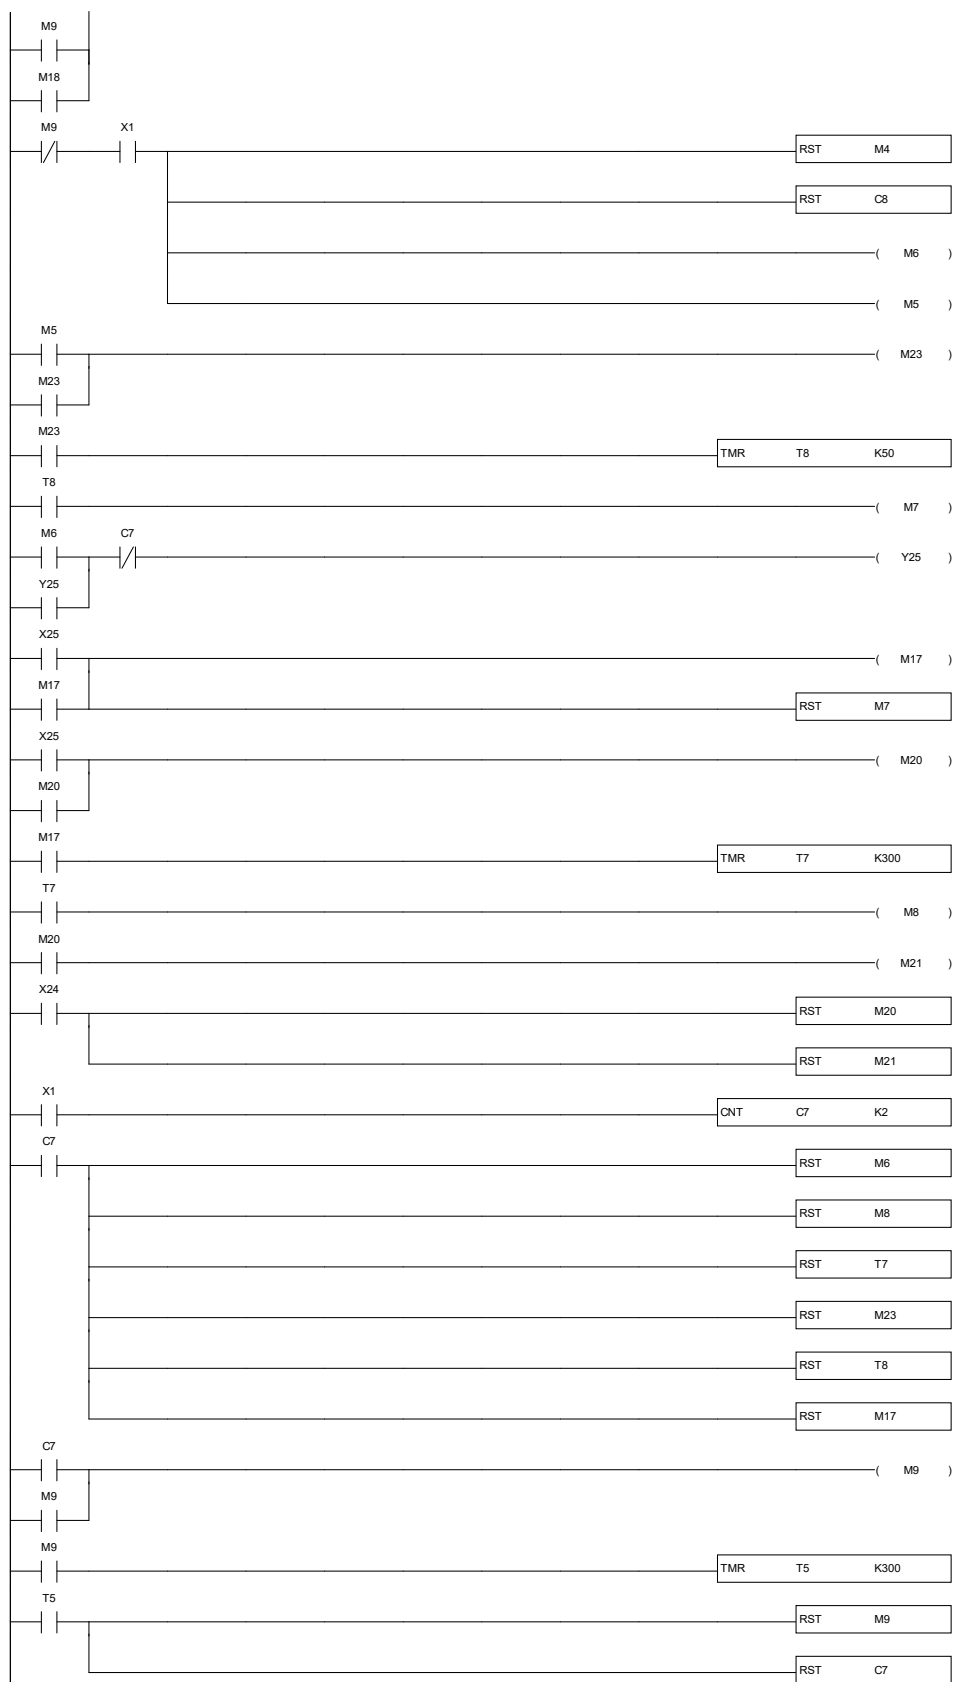 M9
M18
M9 X1
RST M4
RST C8
( M6 )
( M5 )
M5
( M23 )
M23
M23
TMR T8 K50
T8
( M7 )
M6 C7
( Y25 )
Y25
X25
( M17 )
M17
RST M7
X25
( M20 )
M20
M17
TMR T7 K300
T7
( M8 )
M20
( M21 )
X24
RST M20
RST M21
X1
CNT C7 K2
C7
RST M6
RST M8
RST T7
RST M23
RST T8
RST M17
C7
( M9 )
M9
M9
TMR T5 K300
T5
RST M9
RST C7